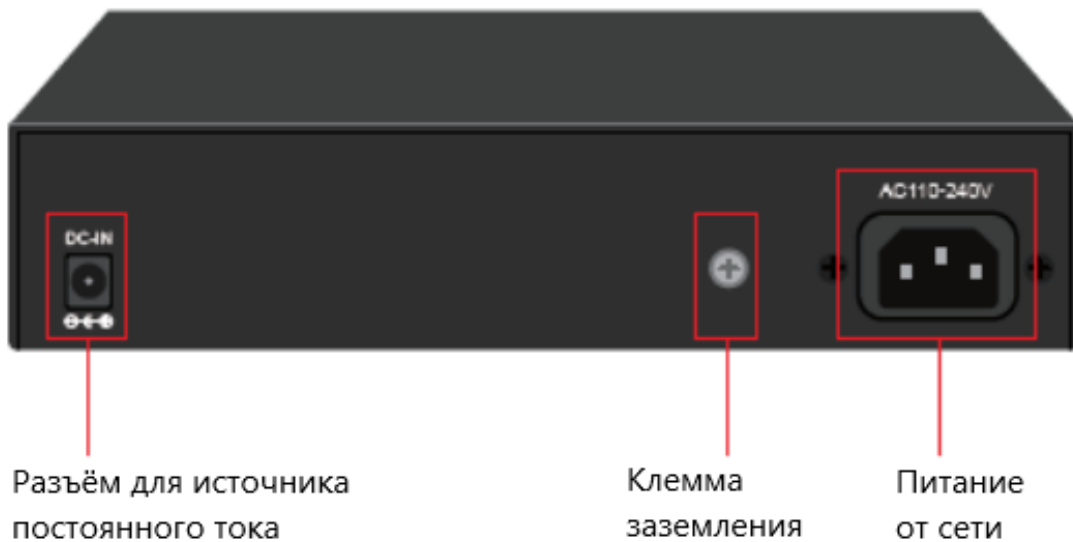 AC110-240V
DC-IN
Разъём для источника
постоянного тока
Клемма
заземления
Питание
от сети